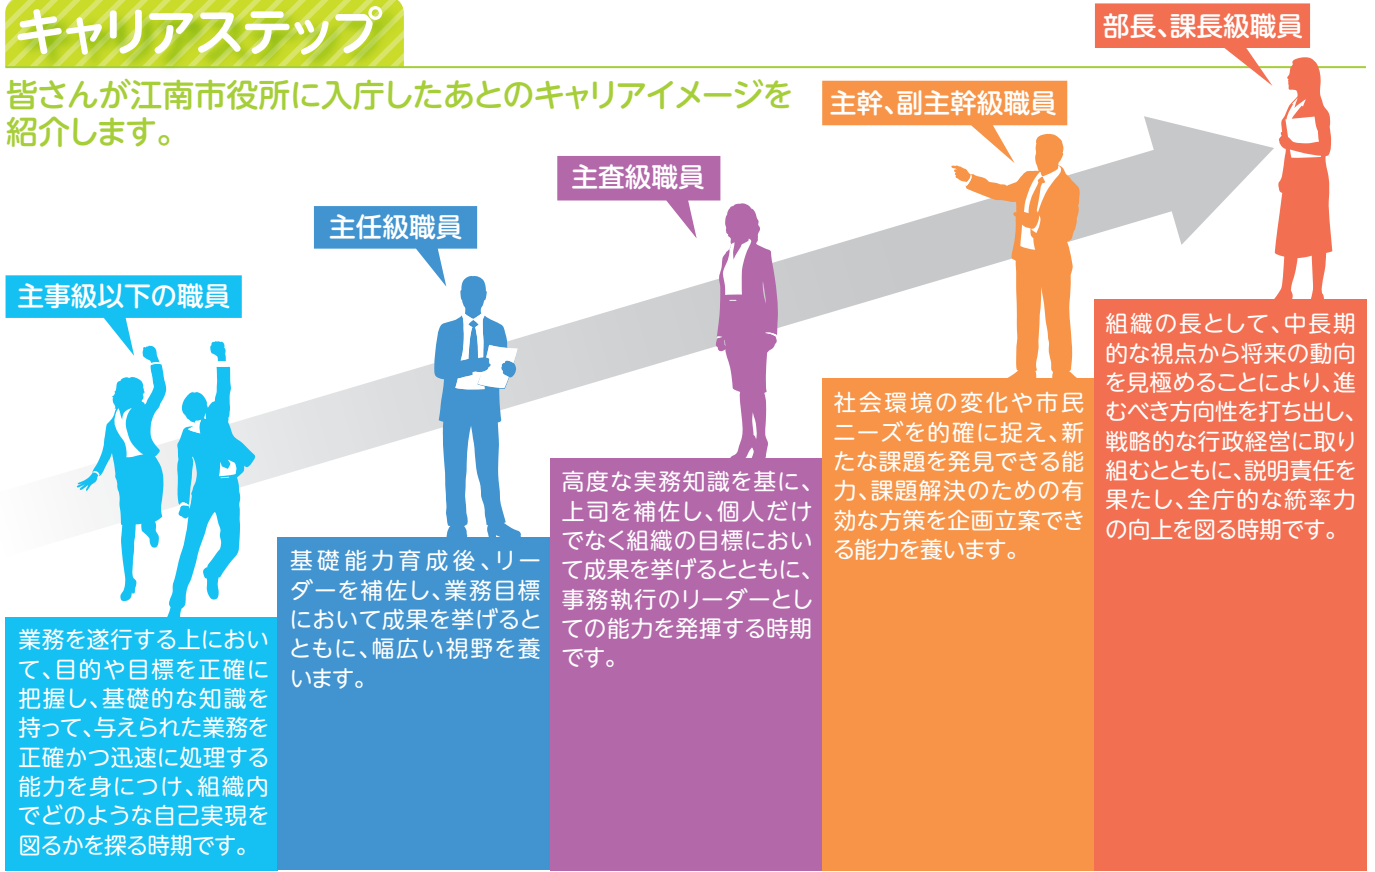 キャリアステップ
皆さんが江南市役所に入庁したあとのキャリアイメージを
紹介します。
主事級以下の職員
業務を遂行する上におい
て、目的や目標を正確に
把握し、基礎的な知識を
持って、与えられた業務を
正確かつ迅速に処理する
能力を身につけ、組織内
でどのような自己実現を
図るかを探る時期です。
主任級職員
基礎能力育成後、リー
ダーを補佐し、業務目標
において成果を挙げると
ともに、幅広い視野を養
います。
主査級職員
高度な実務知識を基に、
上司を補佐し、個人だけ
でなく組織の目標におい
て成果を挙げるとともに、
事務執行のリーダーとし
ての能力を発揮する時期
です。
主幹、副主幹級職員
社会環境の変化や市民
ニーズを的確に捉え、新
たな課題を発見できる能
力、課題解決のための有
効な方策を企画立案でき
る能力を養います。
部長、課長級職員
組織の長として、中長期
的な視点から将来の動向
を見極めることにより、進
むべき方向性を打ち出し、
戦略的な行政経営に取り
組むとともに、説明責任を
果たし、全庁的な統率力
の向上を図る時期です。